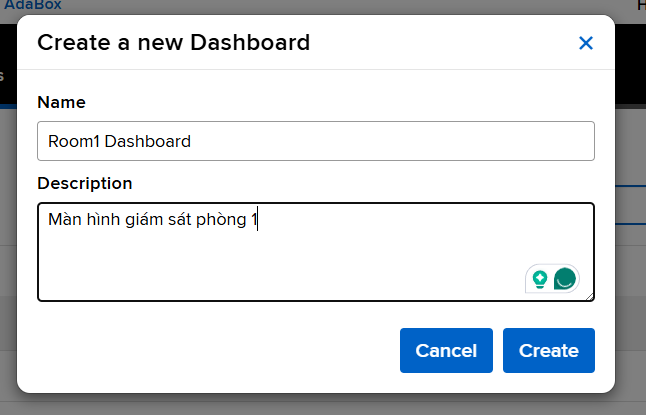 AdaBox
H
s
Create a new Dashboard
Name
Room1 Dashboard
Description
Màn hình giám sát phòng 1
Cancel
Create